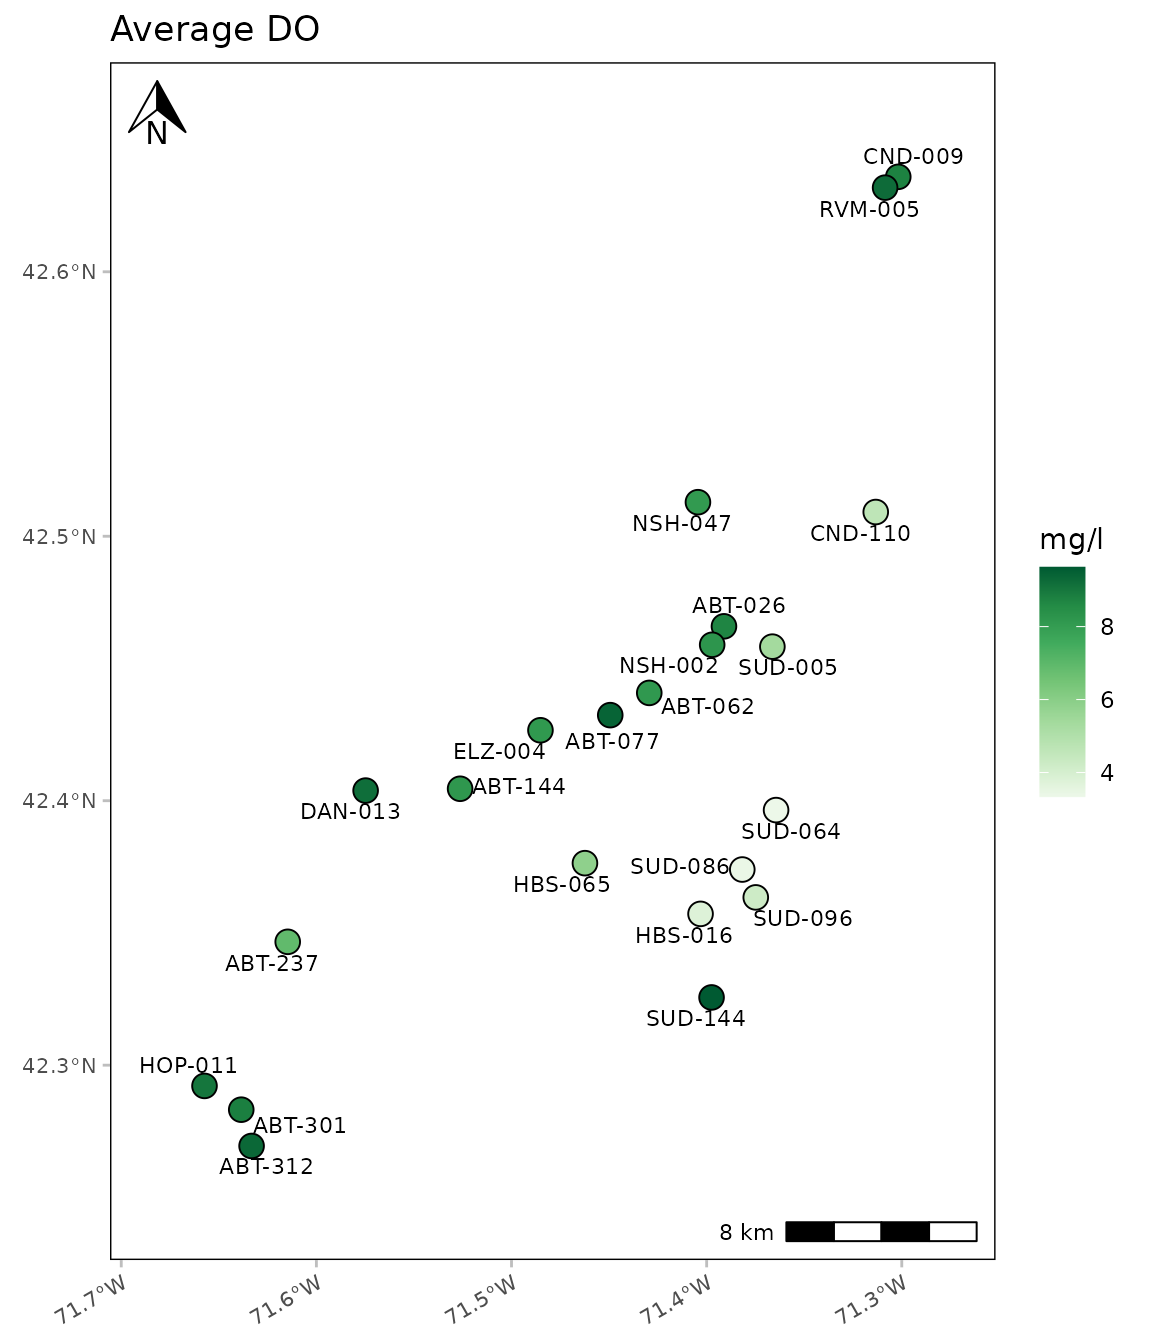 Average DO
N
CND-009
RVM-005
42.6°N
NSH-047
CND-110
42.5°N
mg/l
8
6
4
ABT-026
NSH-002
SUD-005
ABT-062
ABT-077
ELZ-004
ABT-144
42.4°N
DAN-013
SUD-064
SUD-086
HBS-065
SUD-096
HBS-016
ABT-237
SUD-144
42.3°N
HOP-011
ABT-301
ABT-312
8 km
71.7°W
71.6°W
71.5°W
71.4°W
71.3°W